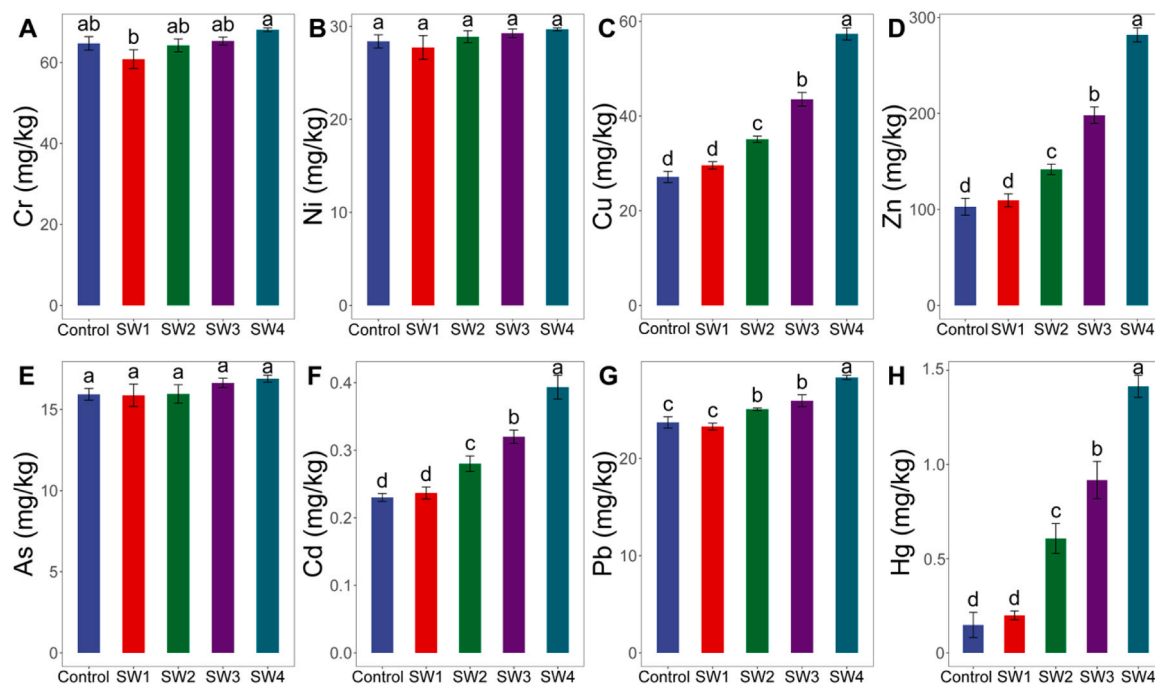 A
ab
b
ab
ab
a
Cr (mg/kg)
60
40
20
0
Control SW1 SW2 SW3 SW4
B
a
a
a
a
a
Ni (mg/kg)
30
20
10
0
Control SW1 SW2 SW3 SW4
C
d
d
c
b
a
Cu (mg/kg)
60
40
20
0
Control SW1 SW2 SW3 SW4
D
d
d
c
b
a
Zn (mg/kg)
300
200
100
0
Control SW1 SW2 SW3 SW4
E
a
a
a
a
a
As (mg/kg)
15
10
5
0
Control SW1 SW2 SW3 SW4
F
d
d
c
b
a
Cd (mg/kg)
0.4
0.3
0.2
0.1
0.0
Control SW1 SW2 SW3 SW4
G
c
c
b
b
a
Pb (mg/kg)
20
10
0
Control SW1 SW2 SW3 SW4
H
d
d
c
b
a
Hg (mg/kg)
1.5
1.0
0.5
0.0
Control SW1 SW2 SW3 SW4